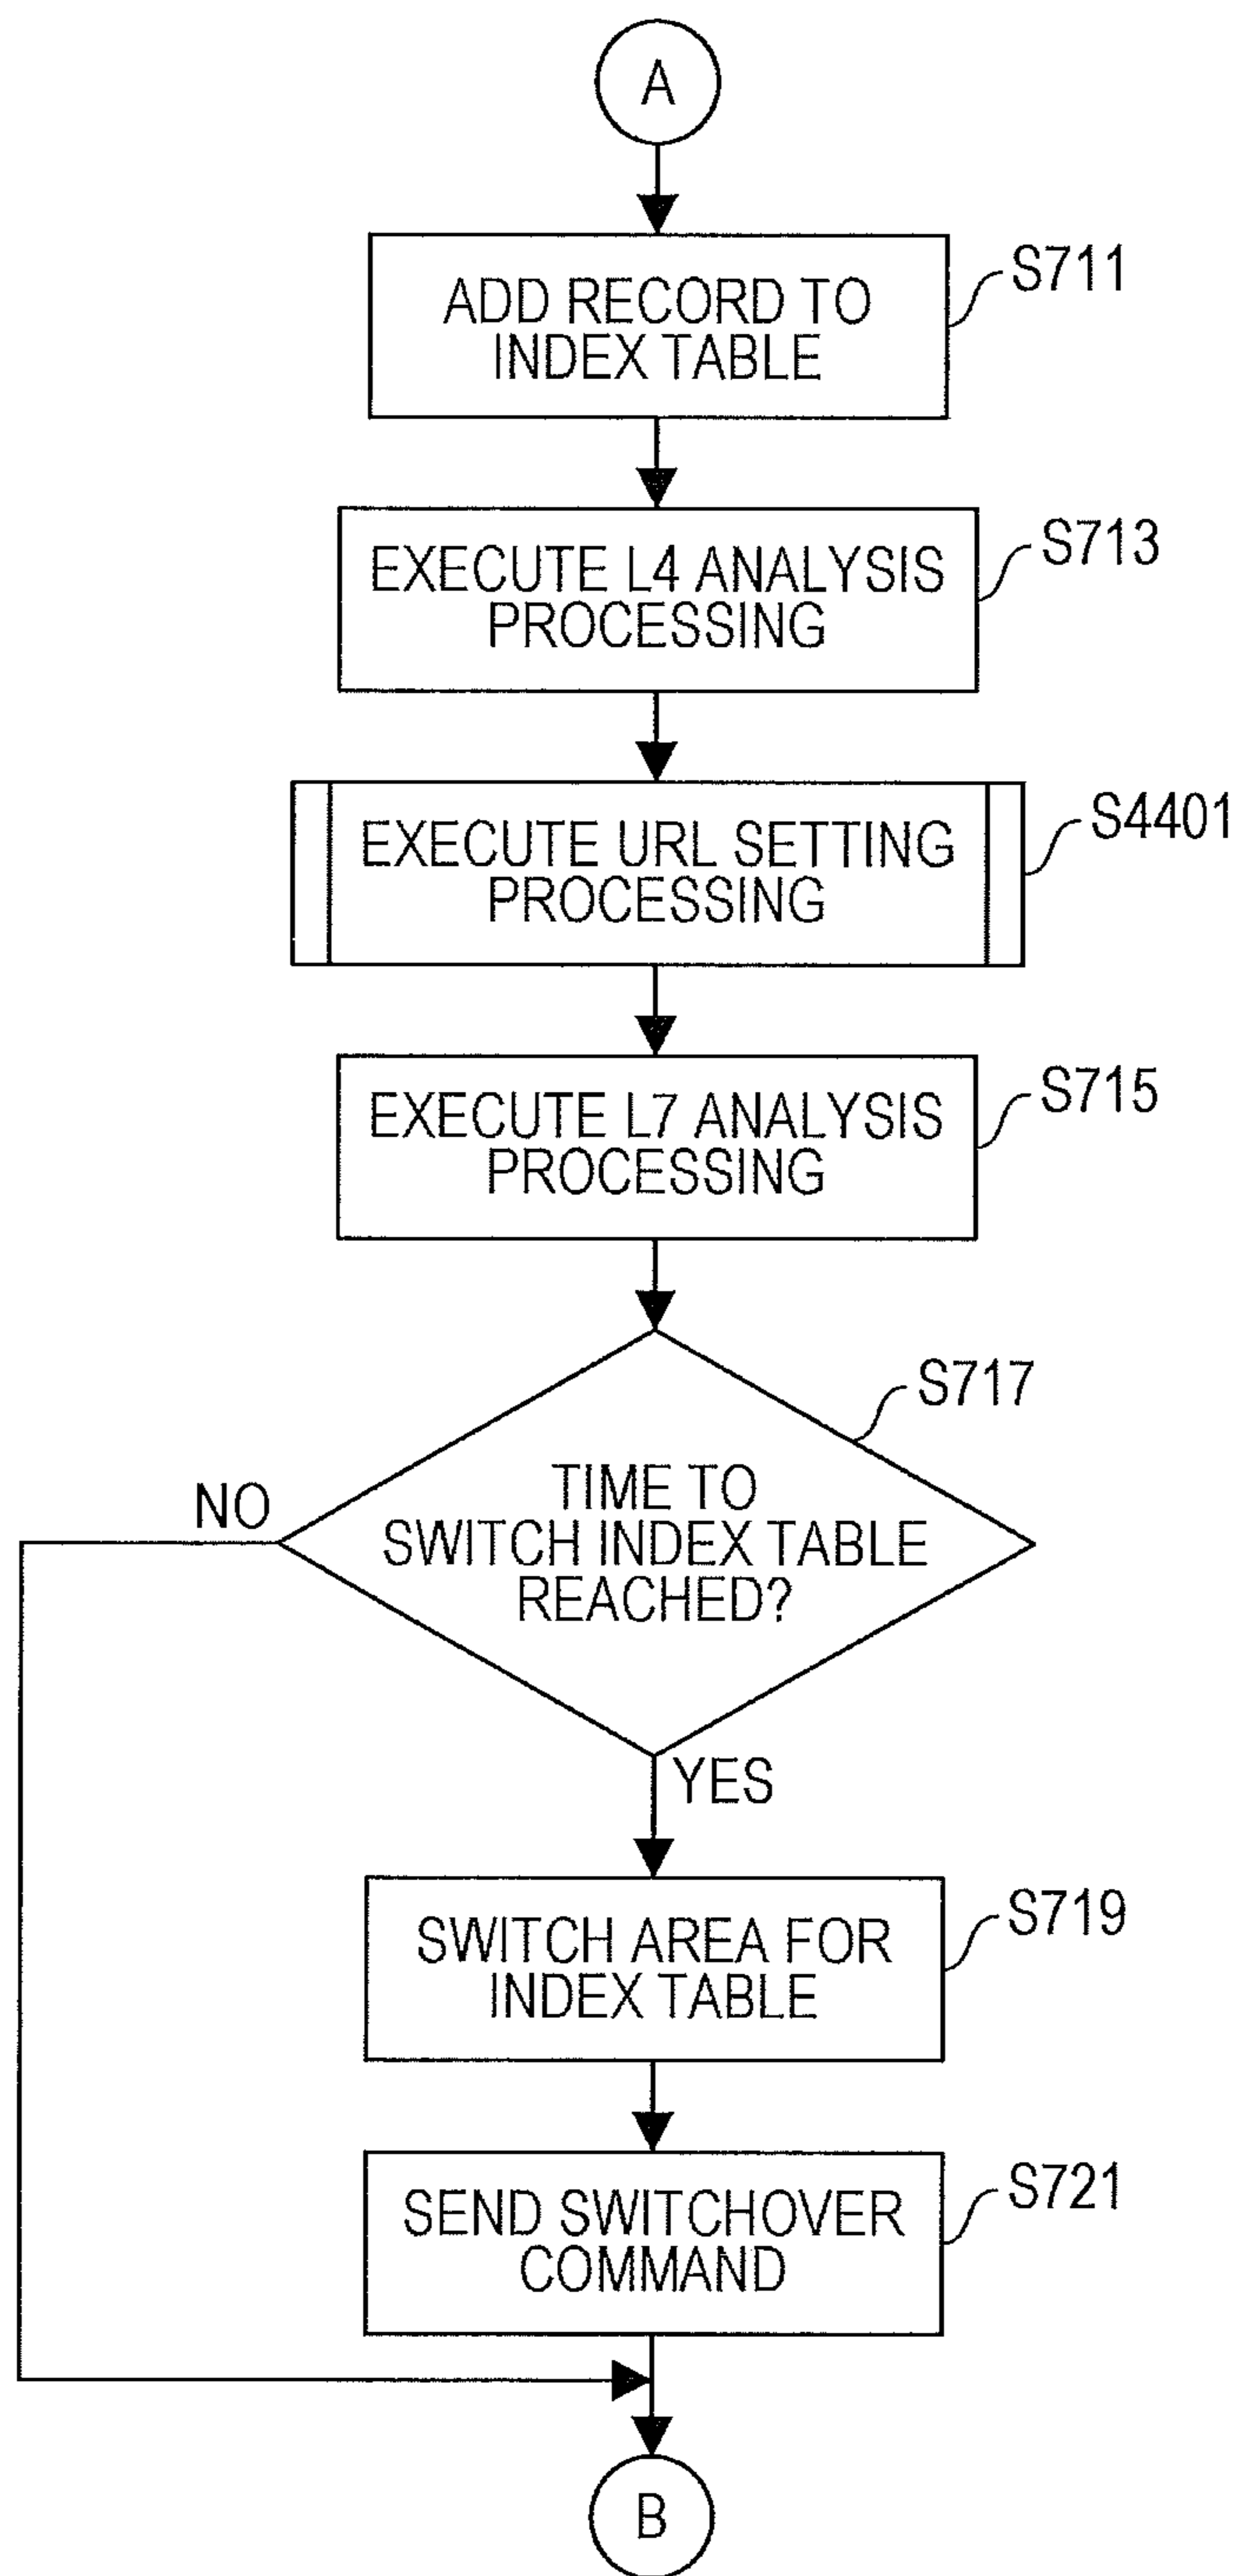 A
ADD RECORD TO
INDEX TABLE
S711
EXECUTE L4 ANALYSIS
PROCESSING
S713
EXECUTE URL SETTING
PROCESSING
S4401
EXECUTE L7 ANALYSIS
PROCESSING
S715
S717
TIME TO
SWITCH INDEX TABLE
REACHED?
NO
YES
SWITCH AREA FOR
INDEX TABLE
S719
SEND SWITCHOVER
COMMAND
S721
B